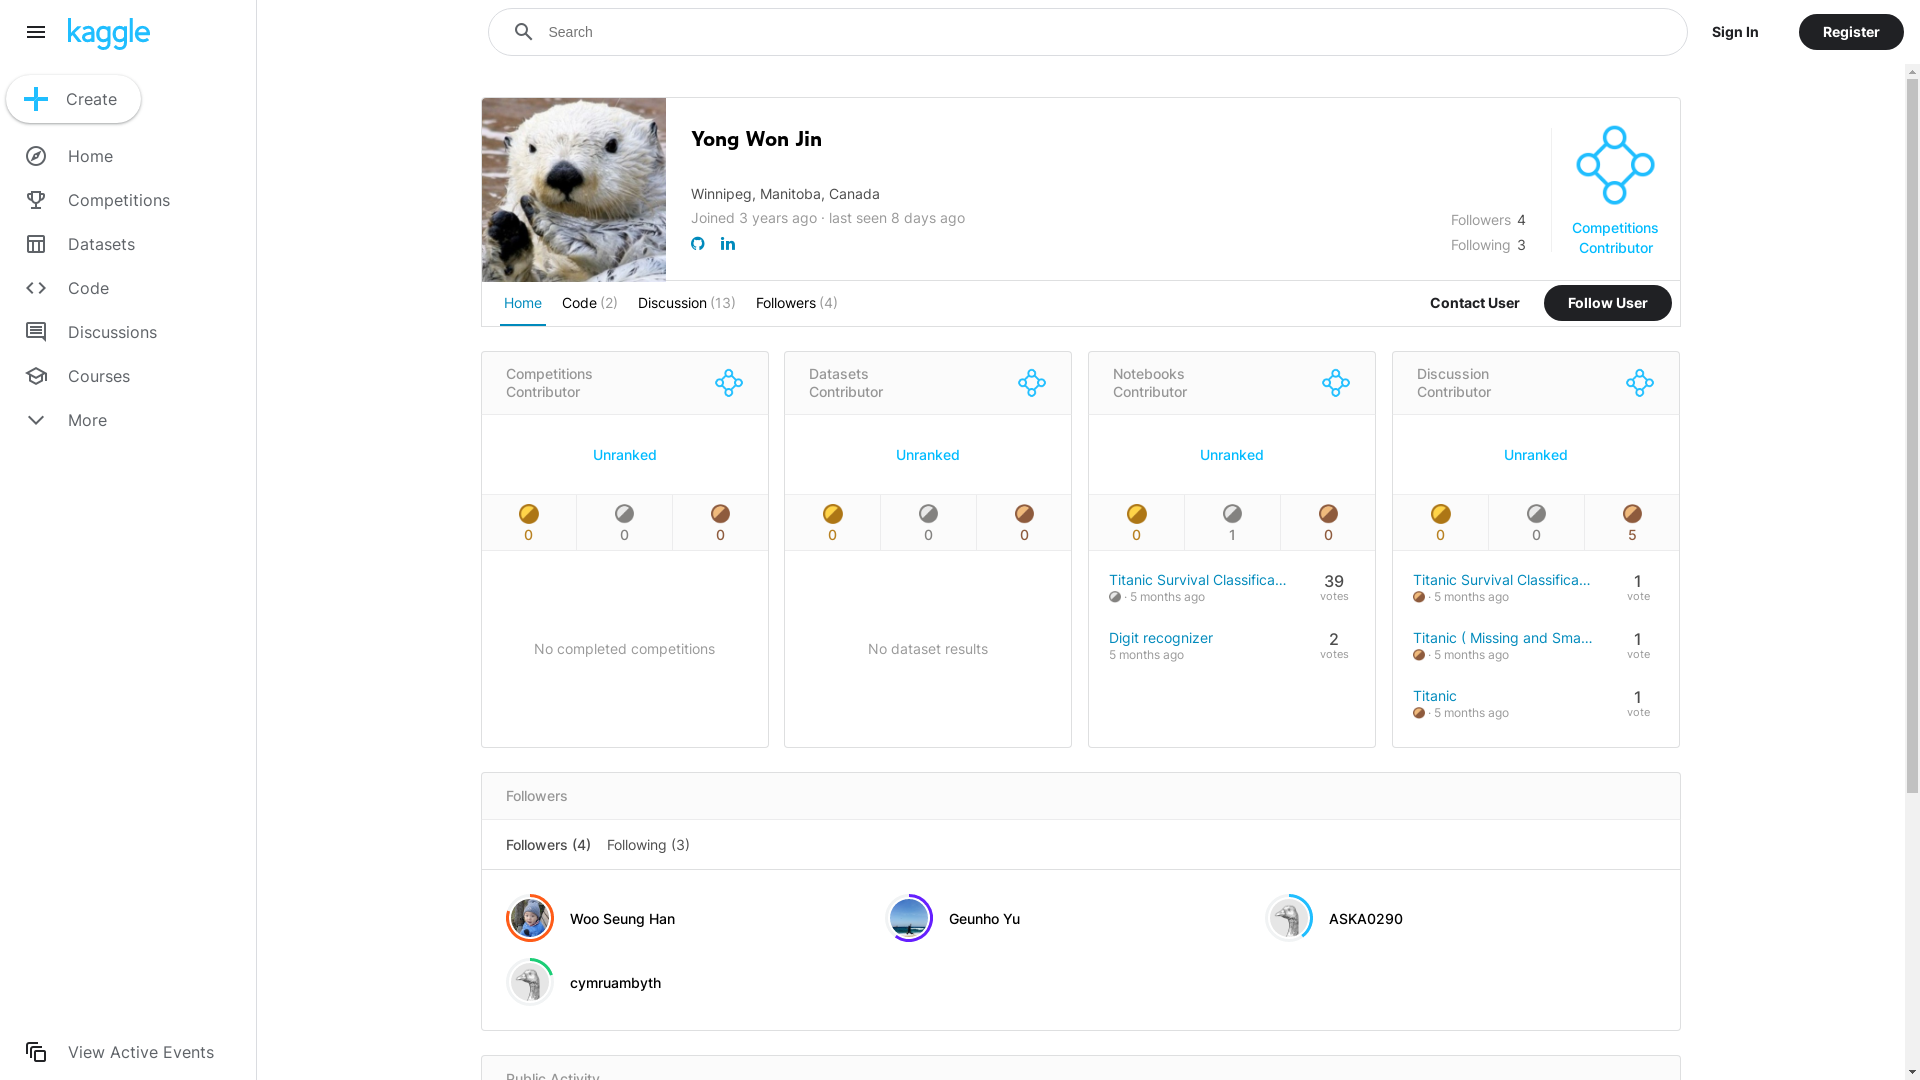 kaggle
Search
Sign In
Register
Create
Home
Competitions
Datasets
Code
Discussions
Courses
More
View Active Events
Yong Won Jin
Winnipeg, Manitoba, Canada
Joined 3 years ago · last seen 8 days ago
Followers 4
Following 3
Competitions
Contributor
Home
Code (2)
Discussion (13)
Followers (4)
Contact User
Follow User
Competitions
Contributor
Unranked
0
0
0
No completed competitions
Datasets
Contributor
Unranked
0
0
0
No dataset results
Notebooks
Contributor
Unranked
0
1
0
Titanic Survival Classifica...
· 5 months ago
39
votes
Digit recognizer
5 months ago
2
votes
Discussion
Contributor
Unranked
0
0
5
Titanic Survival Classifica...
· 5 months ago
1
vote
Titanic ( Missing and Sma...
· 5 months ago
1
vote
Titanic
· 5 months ago
1
vote
Followers
Followers (4)
Following (3)
Woo Seung Han
Geunho Yu
ASKA0290
cymruambyth
Public Activity